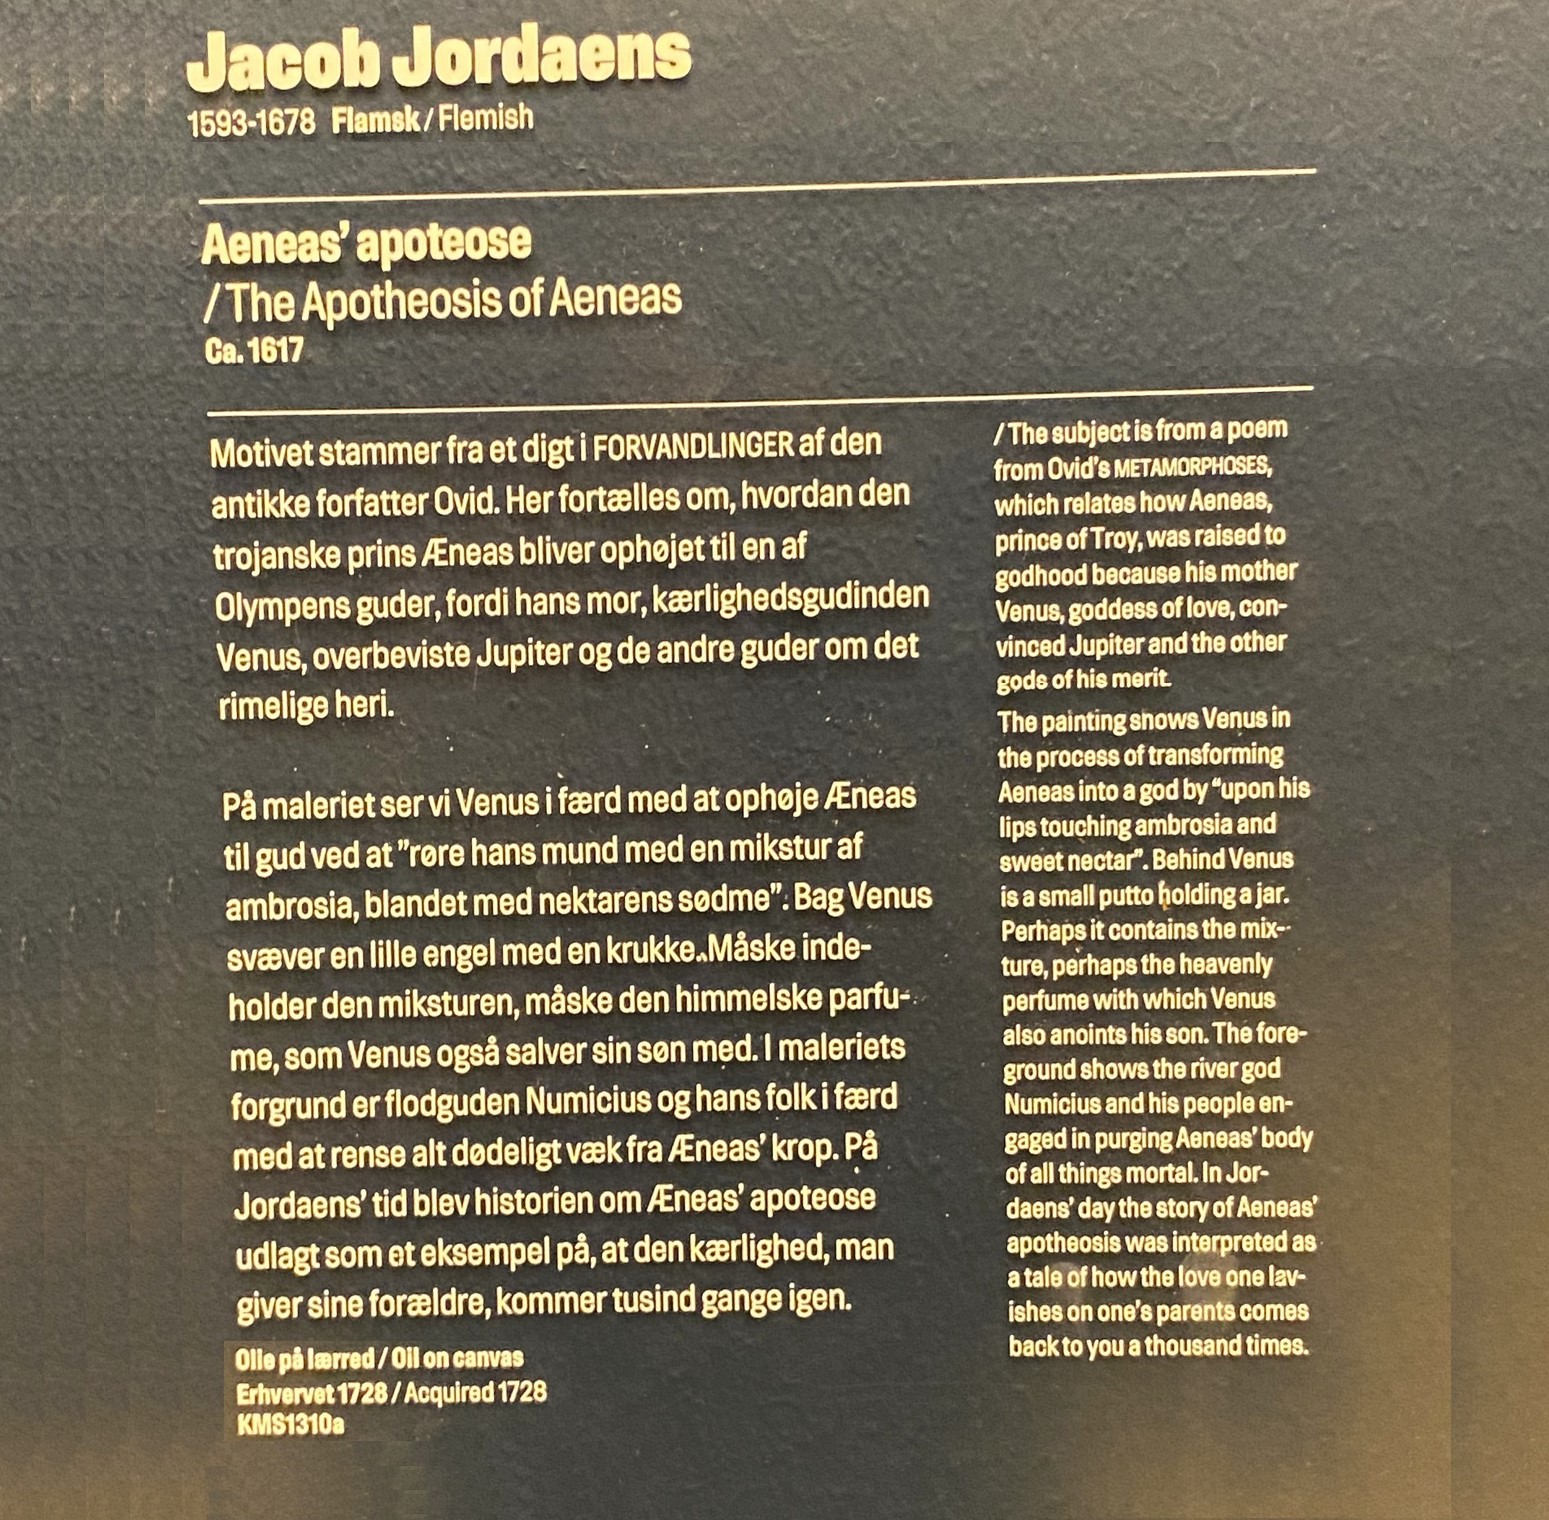 Jacob Jordaens
1593-1678 Flamsk / Flemish
Aeneas' apoteose
/ The Apotheosis of Aeneas
Ca. 1617
Motivet stammer fra et digt i FORVANDLINGER af den
antikke forfatter Ovid. Her fortælles om, hvordan den
trojanske prins Æneas bliver ophøjet til en af
Olympens guder, fordi hans mor, kærlighedsgudinden
Venus, overbeviste Jupiter og de andre guder om det
rimelige heri.
På maleriet ser vi Venus i færd med at ophøje Æneas
til gud ved at ”røre hans mund med en mikstur af
ambrosia, blandet med nektarens sødme”. Bag Venus
svæver en lille engel med en krukke. Måske inde-
holder den miksturen, måske den himmelske parfu-
me, som Venus også salver sin søn med. I maleriets
forgrund er flodguden Numicius og hans folk i færd
med at rense alt dødeligt væk fra Æneas' krop. På
Jordaens' tid blev historien om Æneas' apoteose
udlagt som et eksempel på, at den kærlighed, man
giver sine forældre, kommer tusind gange igen.
Olie på lærred / Oil on canvas
Erhvervet 1728 / Acquired 1728
KMS1310a
/ The subject is from a poem
from Ovid's METAMORPHOSES,
which relates how Aeneas,
prince of Troy, was raised to
godhood because his mother
Venus, goddess of love, con-
vinced Jupiter and the other
gods of his merit.
The painting shows Venus in
the process of transforming
Aeneas into a god by “upon his
lips touching ambrosia and
sweet nectar”. Behind Venus
is a small putto holding a jar.
Perhaps it contains the mix-
ture, perhaps the heavenly
perfume with which Venus
also anoints his son. The fore-
ground shows the river god
Numicius and his people en-
gaged in purging Aeneas' body
of all things mortal. In Jor-
daens' day the story of Aeneas'
apotheosis was interpreted as
a tale of how the love one lav-
ishes on one's parents comes
back to you a thousand times.